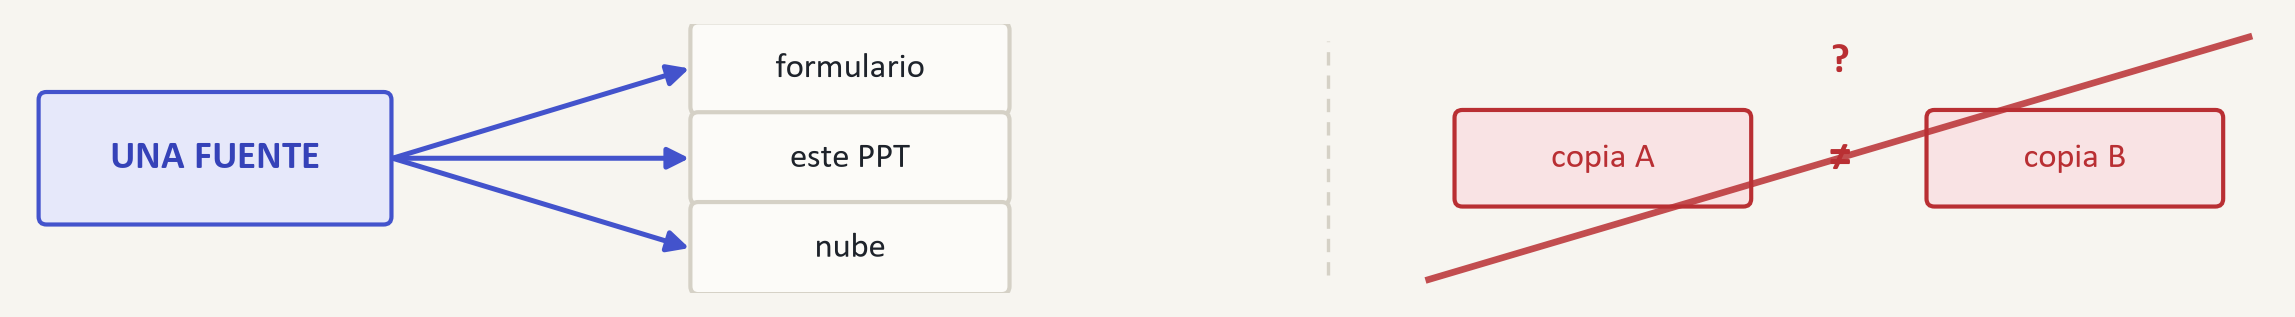 UNA FUENTE
formulario
este PPT
nube
?
copia A
≠
copia B